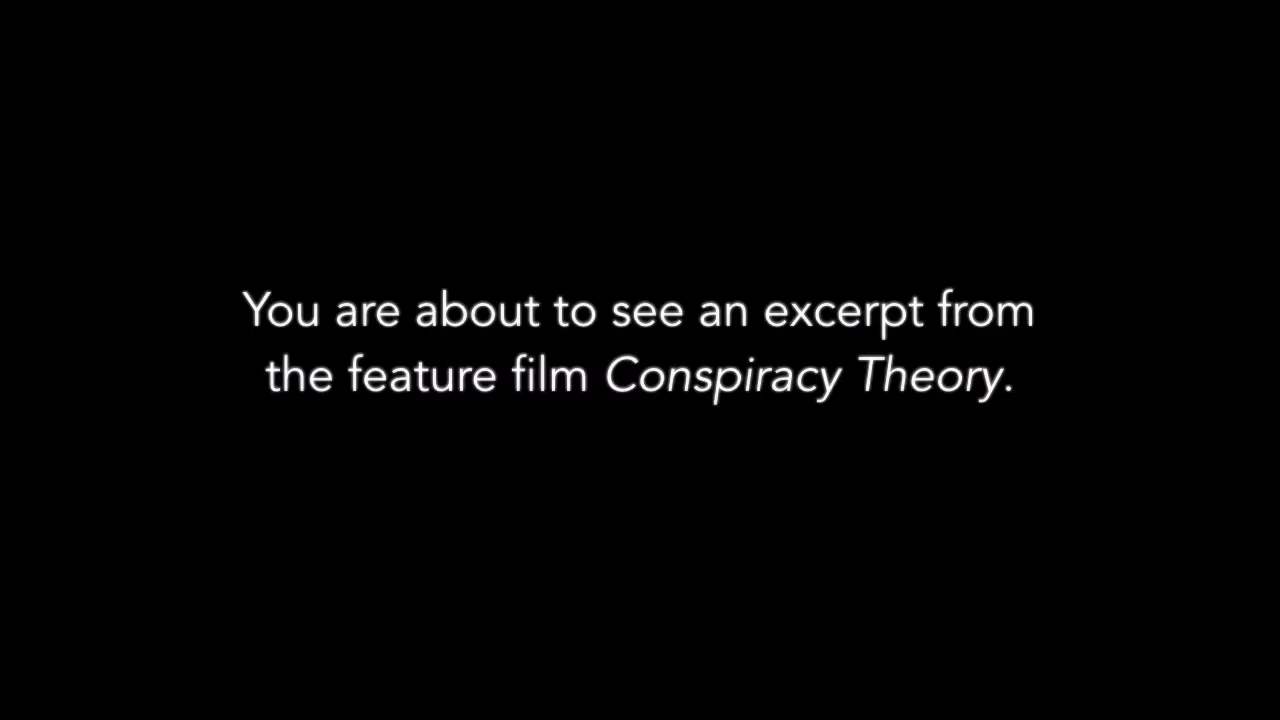 You are about to see an excerpt from
the feature film Conspiracy Theory.